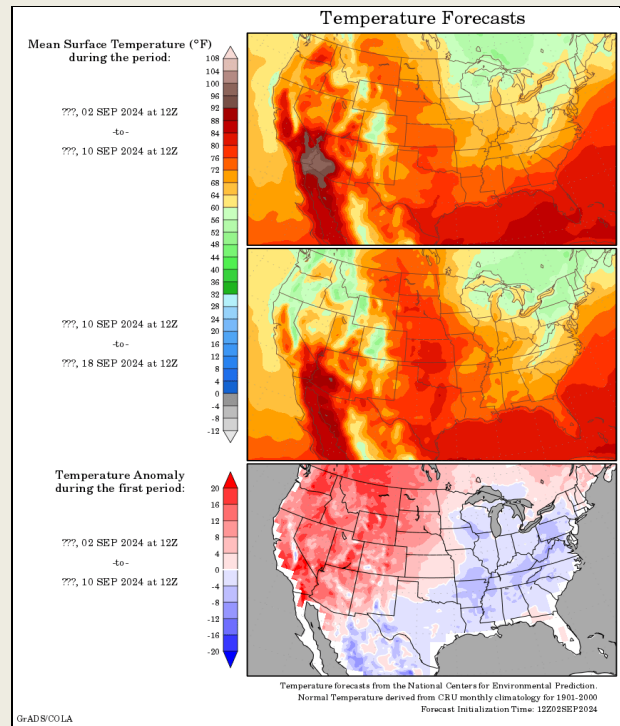 Temperature Forecasts
Mean Surface Temperature (°F)
during the period:
???, 02 SEP 2024 at 12Z
-to-
???, 10 SEP 2024 at 12Z
108
104
100
96
92
88
84
80
76
72
68
64
60
56
52
48
44
40
36
32
28
24
20
16
12
8
4
0
-4
-8
-12
???, 10 SEP 2024 at 12Z
-to-
???, 18 SEP 2024 at 12Z
Temperature Anomaly
during the first period:
???, 02 SEP 2024 at 12Z
-to-
???, 10 SEP 2024 at 12Z
20
16
12
8
4
0
-4
-8
-12
-16
-20
Temperature forecasts from the National Centers for Environmental Prediction.
Normal Temperature derived from CRU monthly climatology for 1901-2000
Forecast Initialization Time: 12Z02SEP2024
GrADS/COLA